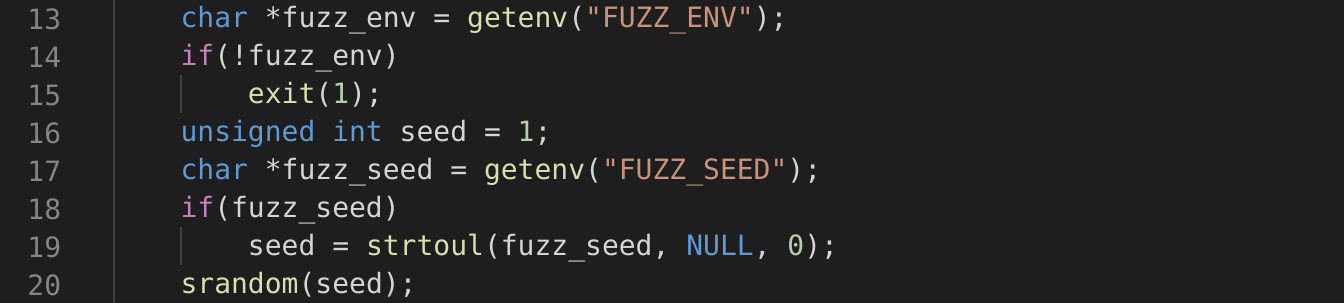 13 char *fuzz_env = getenv("FUZZ_ENV");
14 if(!fuzz_env)
15 exit(1);
16 unsigned int seed = 1;
17 char *fuzz_seed = getenv("FUZZ_SEED");
18 if(fuzz_seed)
19 seed = strtoul(fuzz_seed, NULL, 0);
20 srandom(seed);